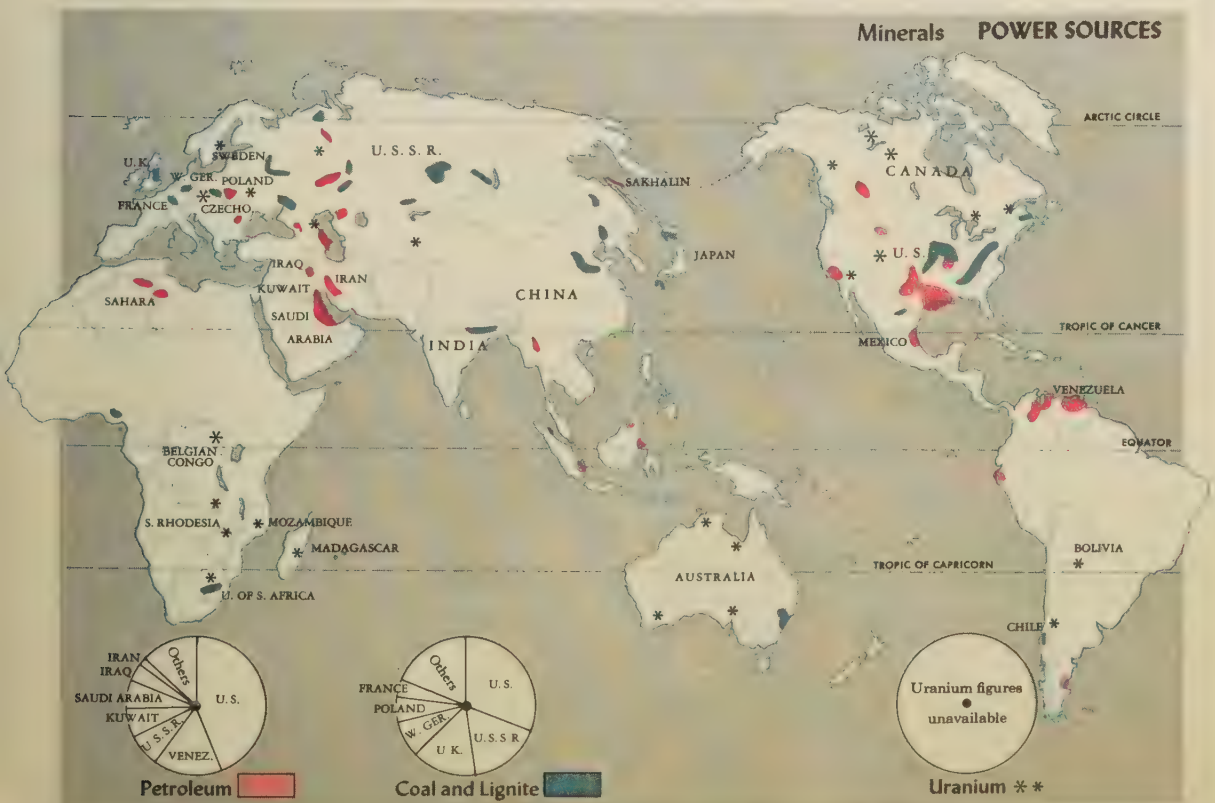 Minerals POWER SOURCES
ARCTIC CIRCLE
SWEDEN
U.S.S.R.
U.K.
W. GER.
POLAND
CANADA
SAKHALIN
FRANCE
CZECHO.
U. S.
JAPAN
IRAQ
IRAN
KUWAIT
SAHARA
CHINA
SAUDI
ARABIA
INDIA
TROPIC OF CANCER
MEXICO
VENEZUELA
EQUATOR
BELGIAN
CONGO
S. RHODESIA
MOZAMBIQUE
MADAGASCAR
BOLIVIA
TROPIC OF CAPRICORN
AUSTRALIA
U. OF S. AFRICA
CHILE
IRAN
IRAQ
SAUDI ARABIA
KUWAIT
U.S.S.R.
VENEZ.
U.S.
Others
Petroleum
FRANCE
POLAND
W. GER.
U K.
U.S.S R
U.S.
Others
Coal and Lignite
Uranium figures
unavailable
Uranium **